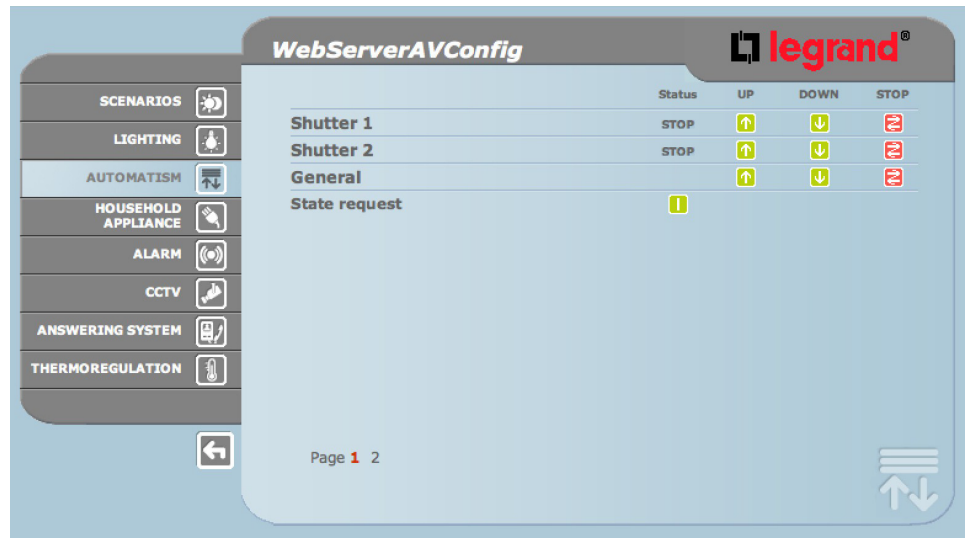 WebServerAVConfig
legrand®
SCENARIOS
LIGHTING
AUTOMATISM
HOUSEHOLD
APPLIANCE
ALARM
CCTV
ANSWERING SYSTEM
THERMOREGULATION
Status UP DOWN STOP
Shutter 1 STOP
Shutter 2 STOP
General
State request
Page 1 2